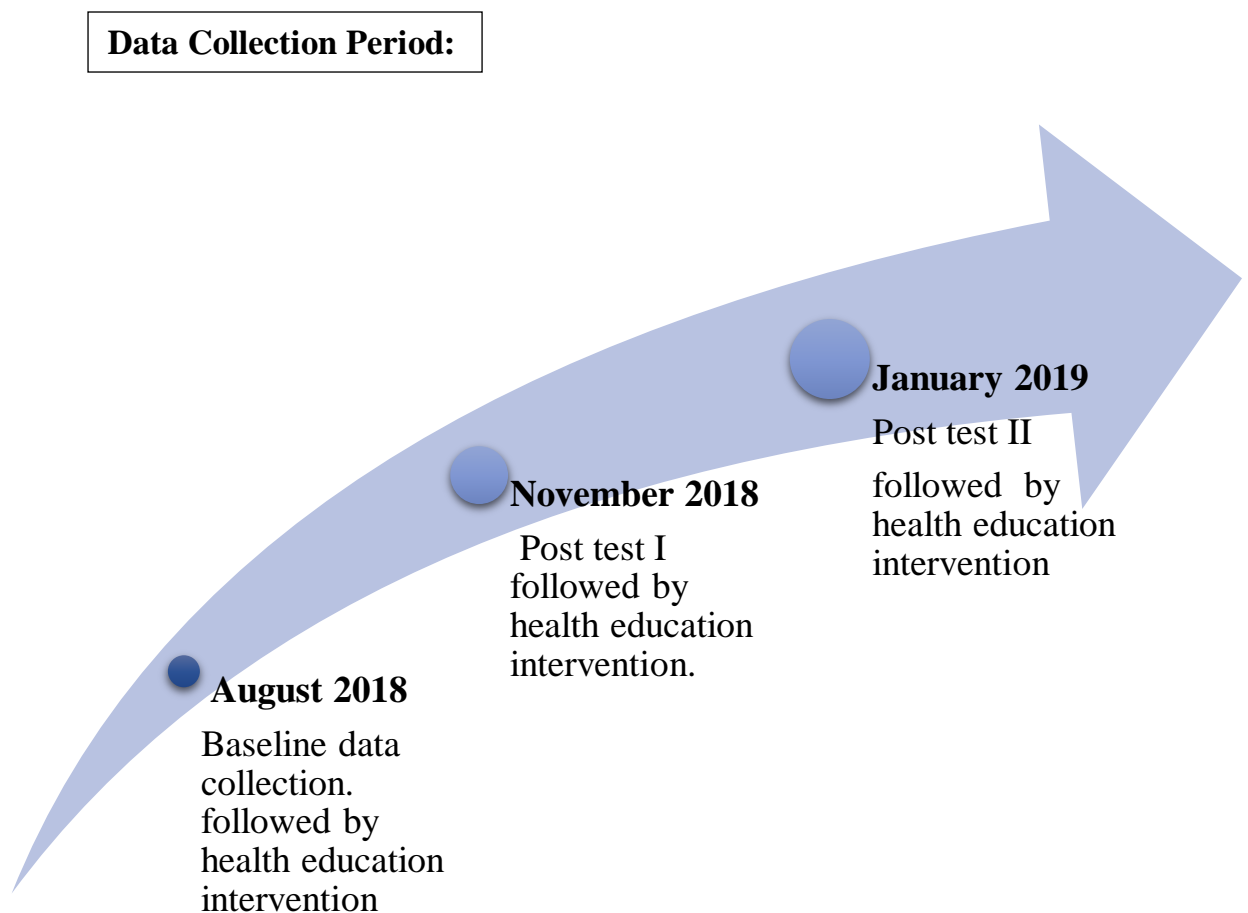 Data Collection Period:
January 2019
Post test II
followed by
health education
intervention
November 2018
Post test I
followed by
health education
intervention.
August 2018
Baseline data
collection.
followed by
health education
intervention